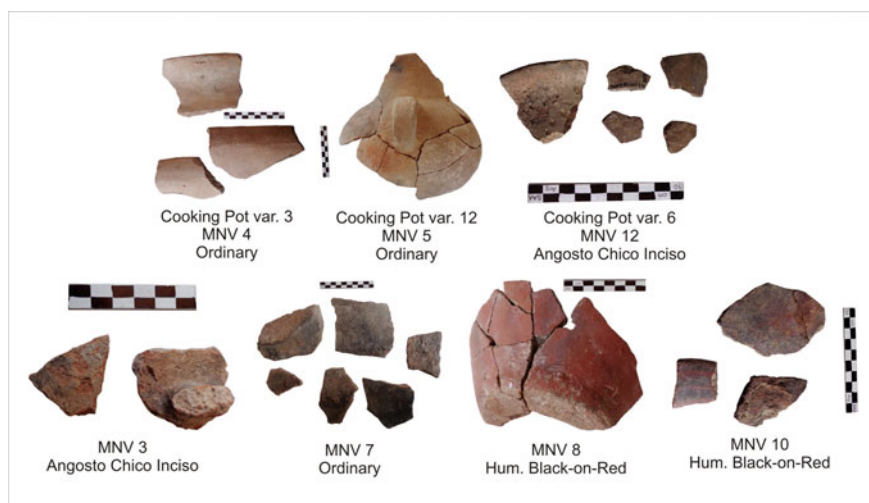 Cooking Pot var. 3
MNV 4
Ordinary
Cooking Pot var. 12
MNV 5
Ordinary
Cooking Pot var. 6
MNV 12
Angosto Chico Inciso
MNV 3
Angosto Chico Inciso
MNV 7
Ordinary
MNV 8
Hum. Black-on-Red
MNV 10
Hum. Black-on-Red